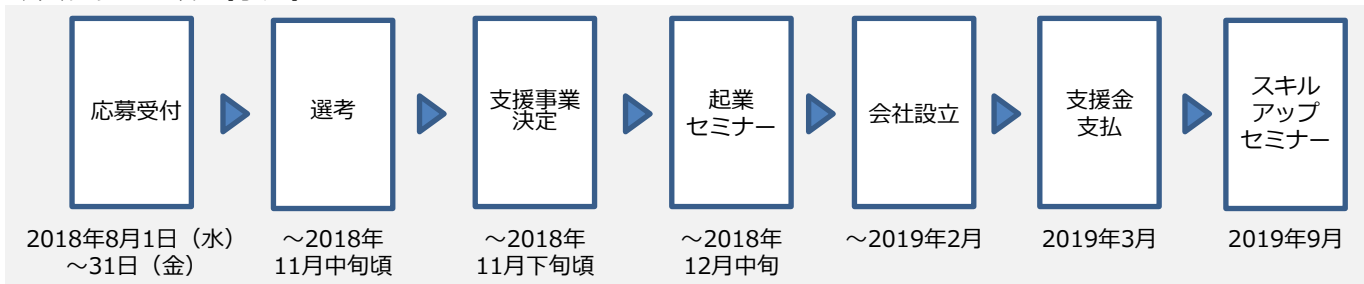 応募受付
選考
支援事業
決定
起業
セミナー
会社設立
支援金
支払
スキル
アップ
セミナー
2018年8月1日（水）
～31日（金）
～2018年
11月中旬頃
～2018年
11月下旬頃
～2018年
12月中旬
～2019年2月
2019年3月
2019年9月